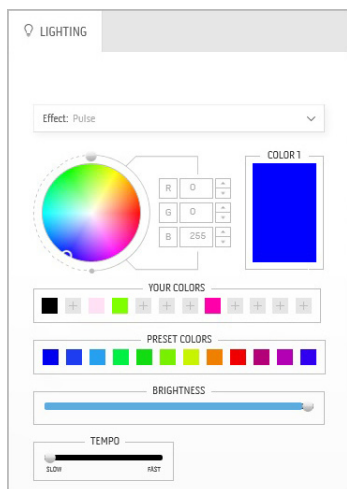 LIGHTING
Effect: Pulse
COLOR 1
R 0
G 0
B 255
YOUR COLORS
PRESET COLORS
BRIGHTNESS
TEMPO
SLOW FAST